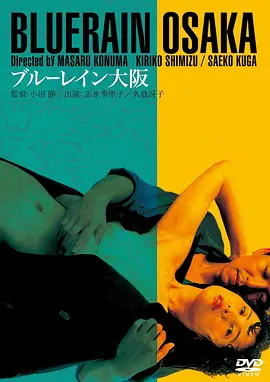 BLUERAIN OSAKA
Directed by MASARU KONUMA KIRIKO SHIMIZU / SAEKO KUGA
ブルーレイン大阪
監督：小沼 勝 出演：志水季里子／久我冴子
DVD
VIDEO